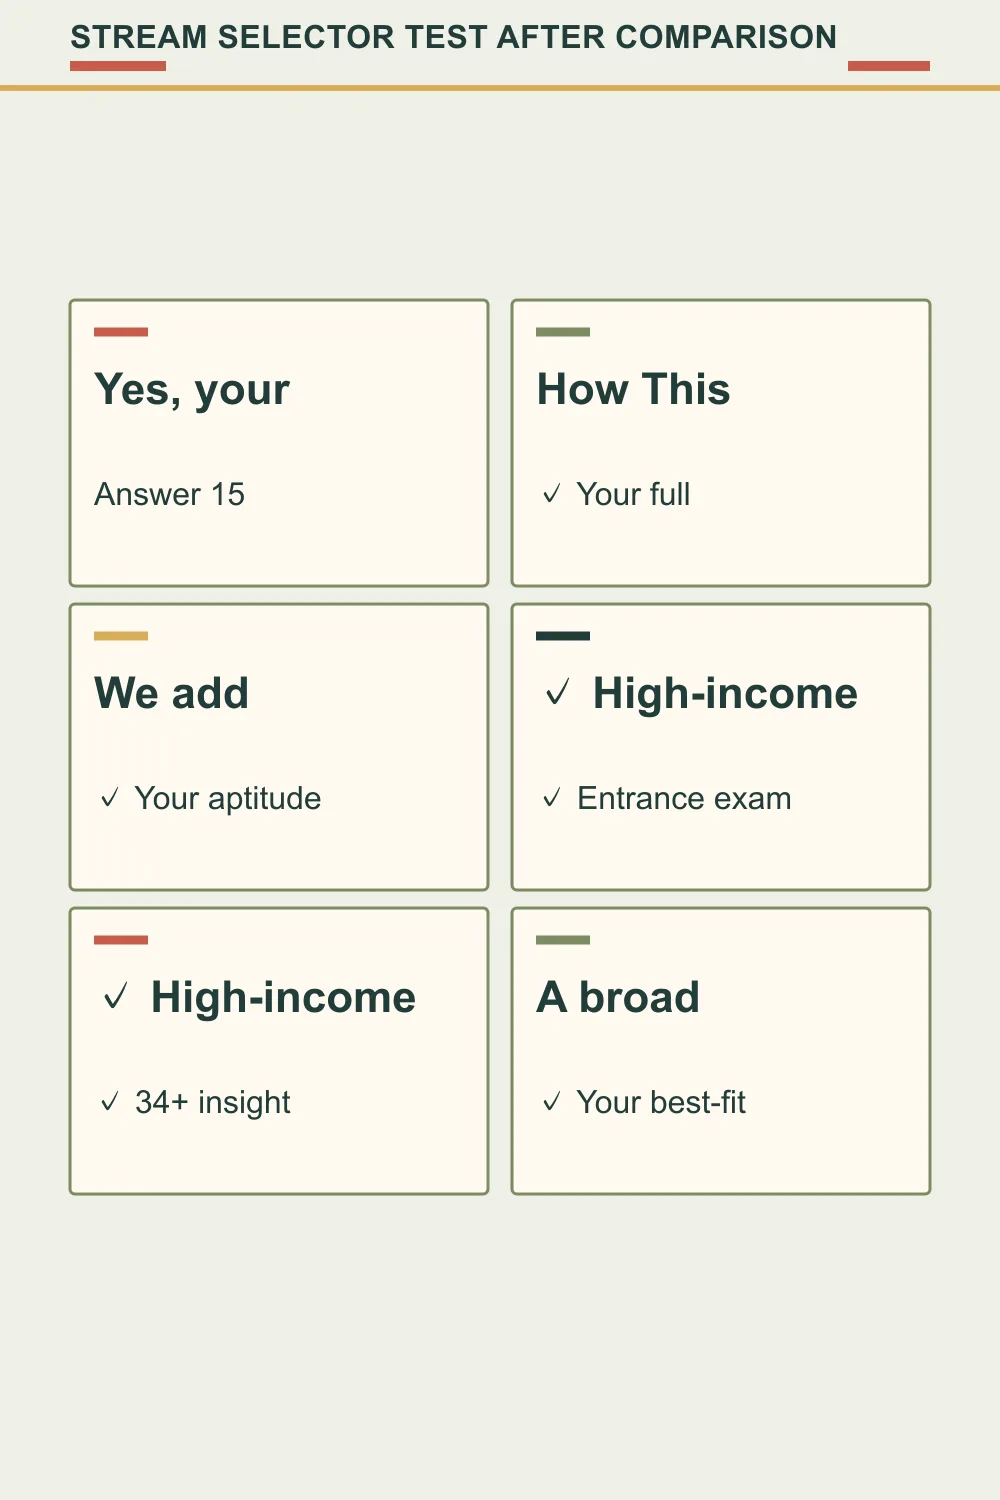 STREAM SELECTOR TEST AFTER COMPARISON
Yes, your
Answer 15
How This
✓ Your full
We add
✓ Your aptitude
✓ High-income
✓ Entrance exam
✓ High-income
✓ 34+ insight
A broad
✓ Your best-fit